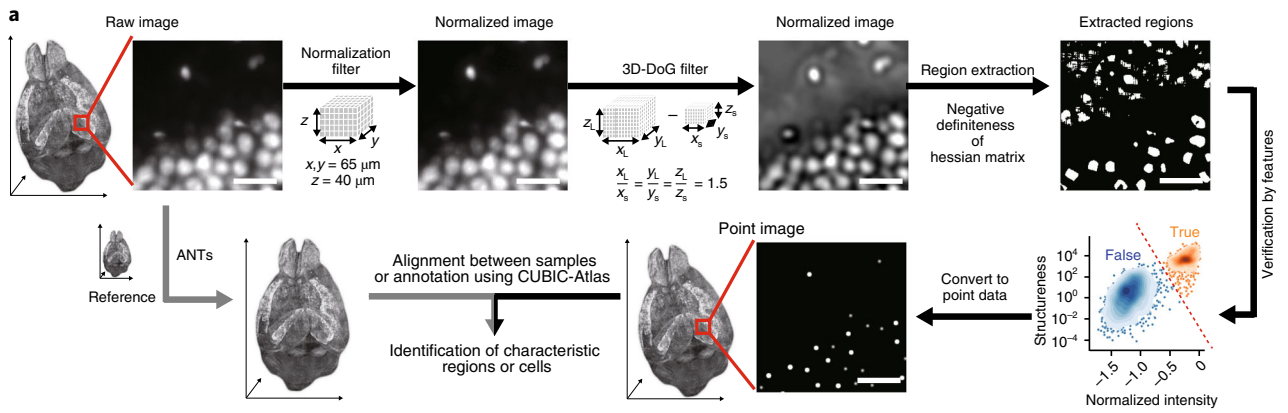 a
Raw image
Normalization
filter
z
x
y
x,y = 65 μm
z = 40 μm
Normalized image
3D-DoG filter
z_L
x_L
y_L
–
z_s
x_s
y_s
x_L/x_s = y_L/y_s = z_L/z_s = 1.5
Normalized image
Region extraction
Negative
definiteness
of
hessian matrix
Extracted regions
Verification by features
Reference
ANTs
Alignment between samples
or annotation using CUBIC-Atlas
Identification of characteristic
regions or cells
Point image
Convert to
point data
Structureness
10^4
10^2
10^0
10^−2
10^−4
False
True
−1.5
−1.0
−0.5
0
Normalized intensity